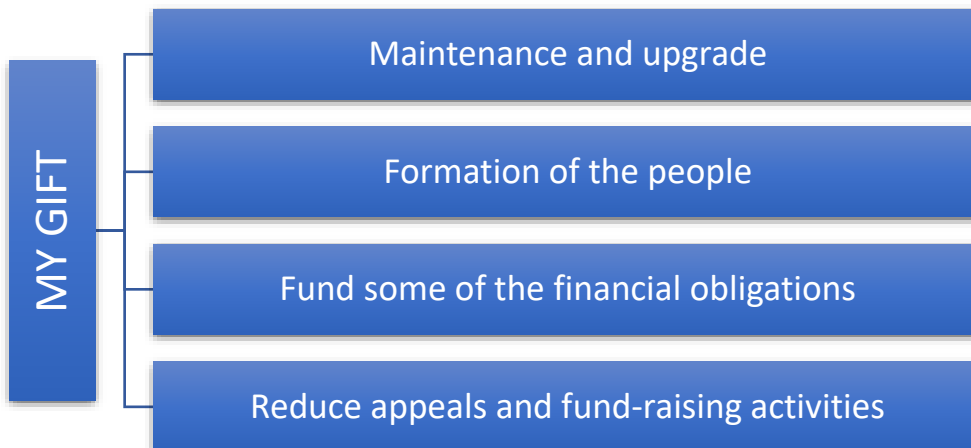 MY GIFT
Maintenance and upgrade
Formation of the people
Fund some of the financial obligations
Reduce appeals and fund-raising activities